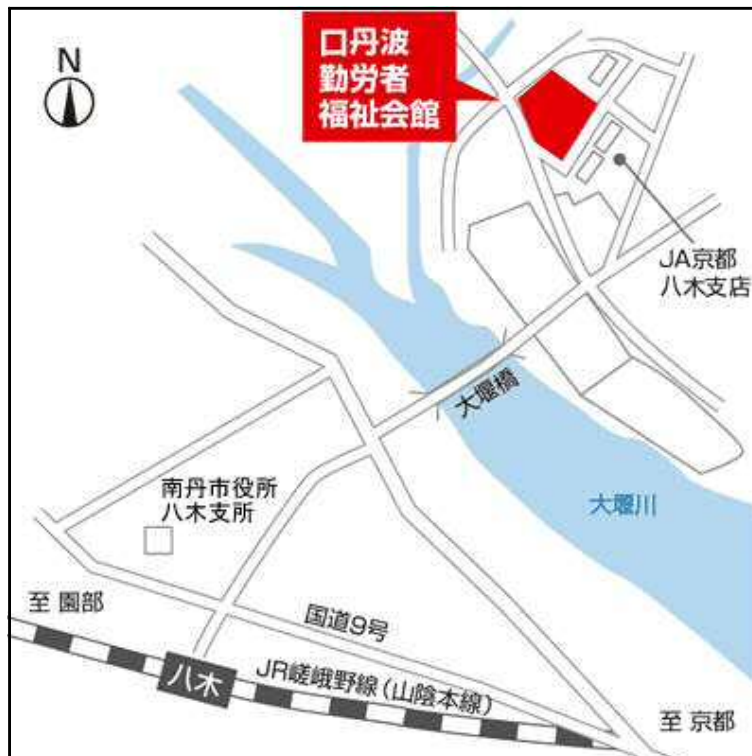 N
口丹波
勤労者
福祉会館
JA京都
八木支店
大堰橋
南丹市役所
八木支所
大堰川
至 園部
国道9号
八木
JR嵯峨野線(山陰本線)
至 京都